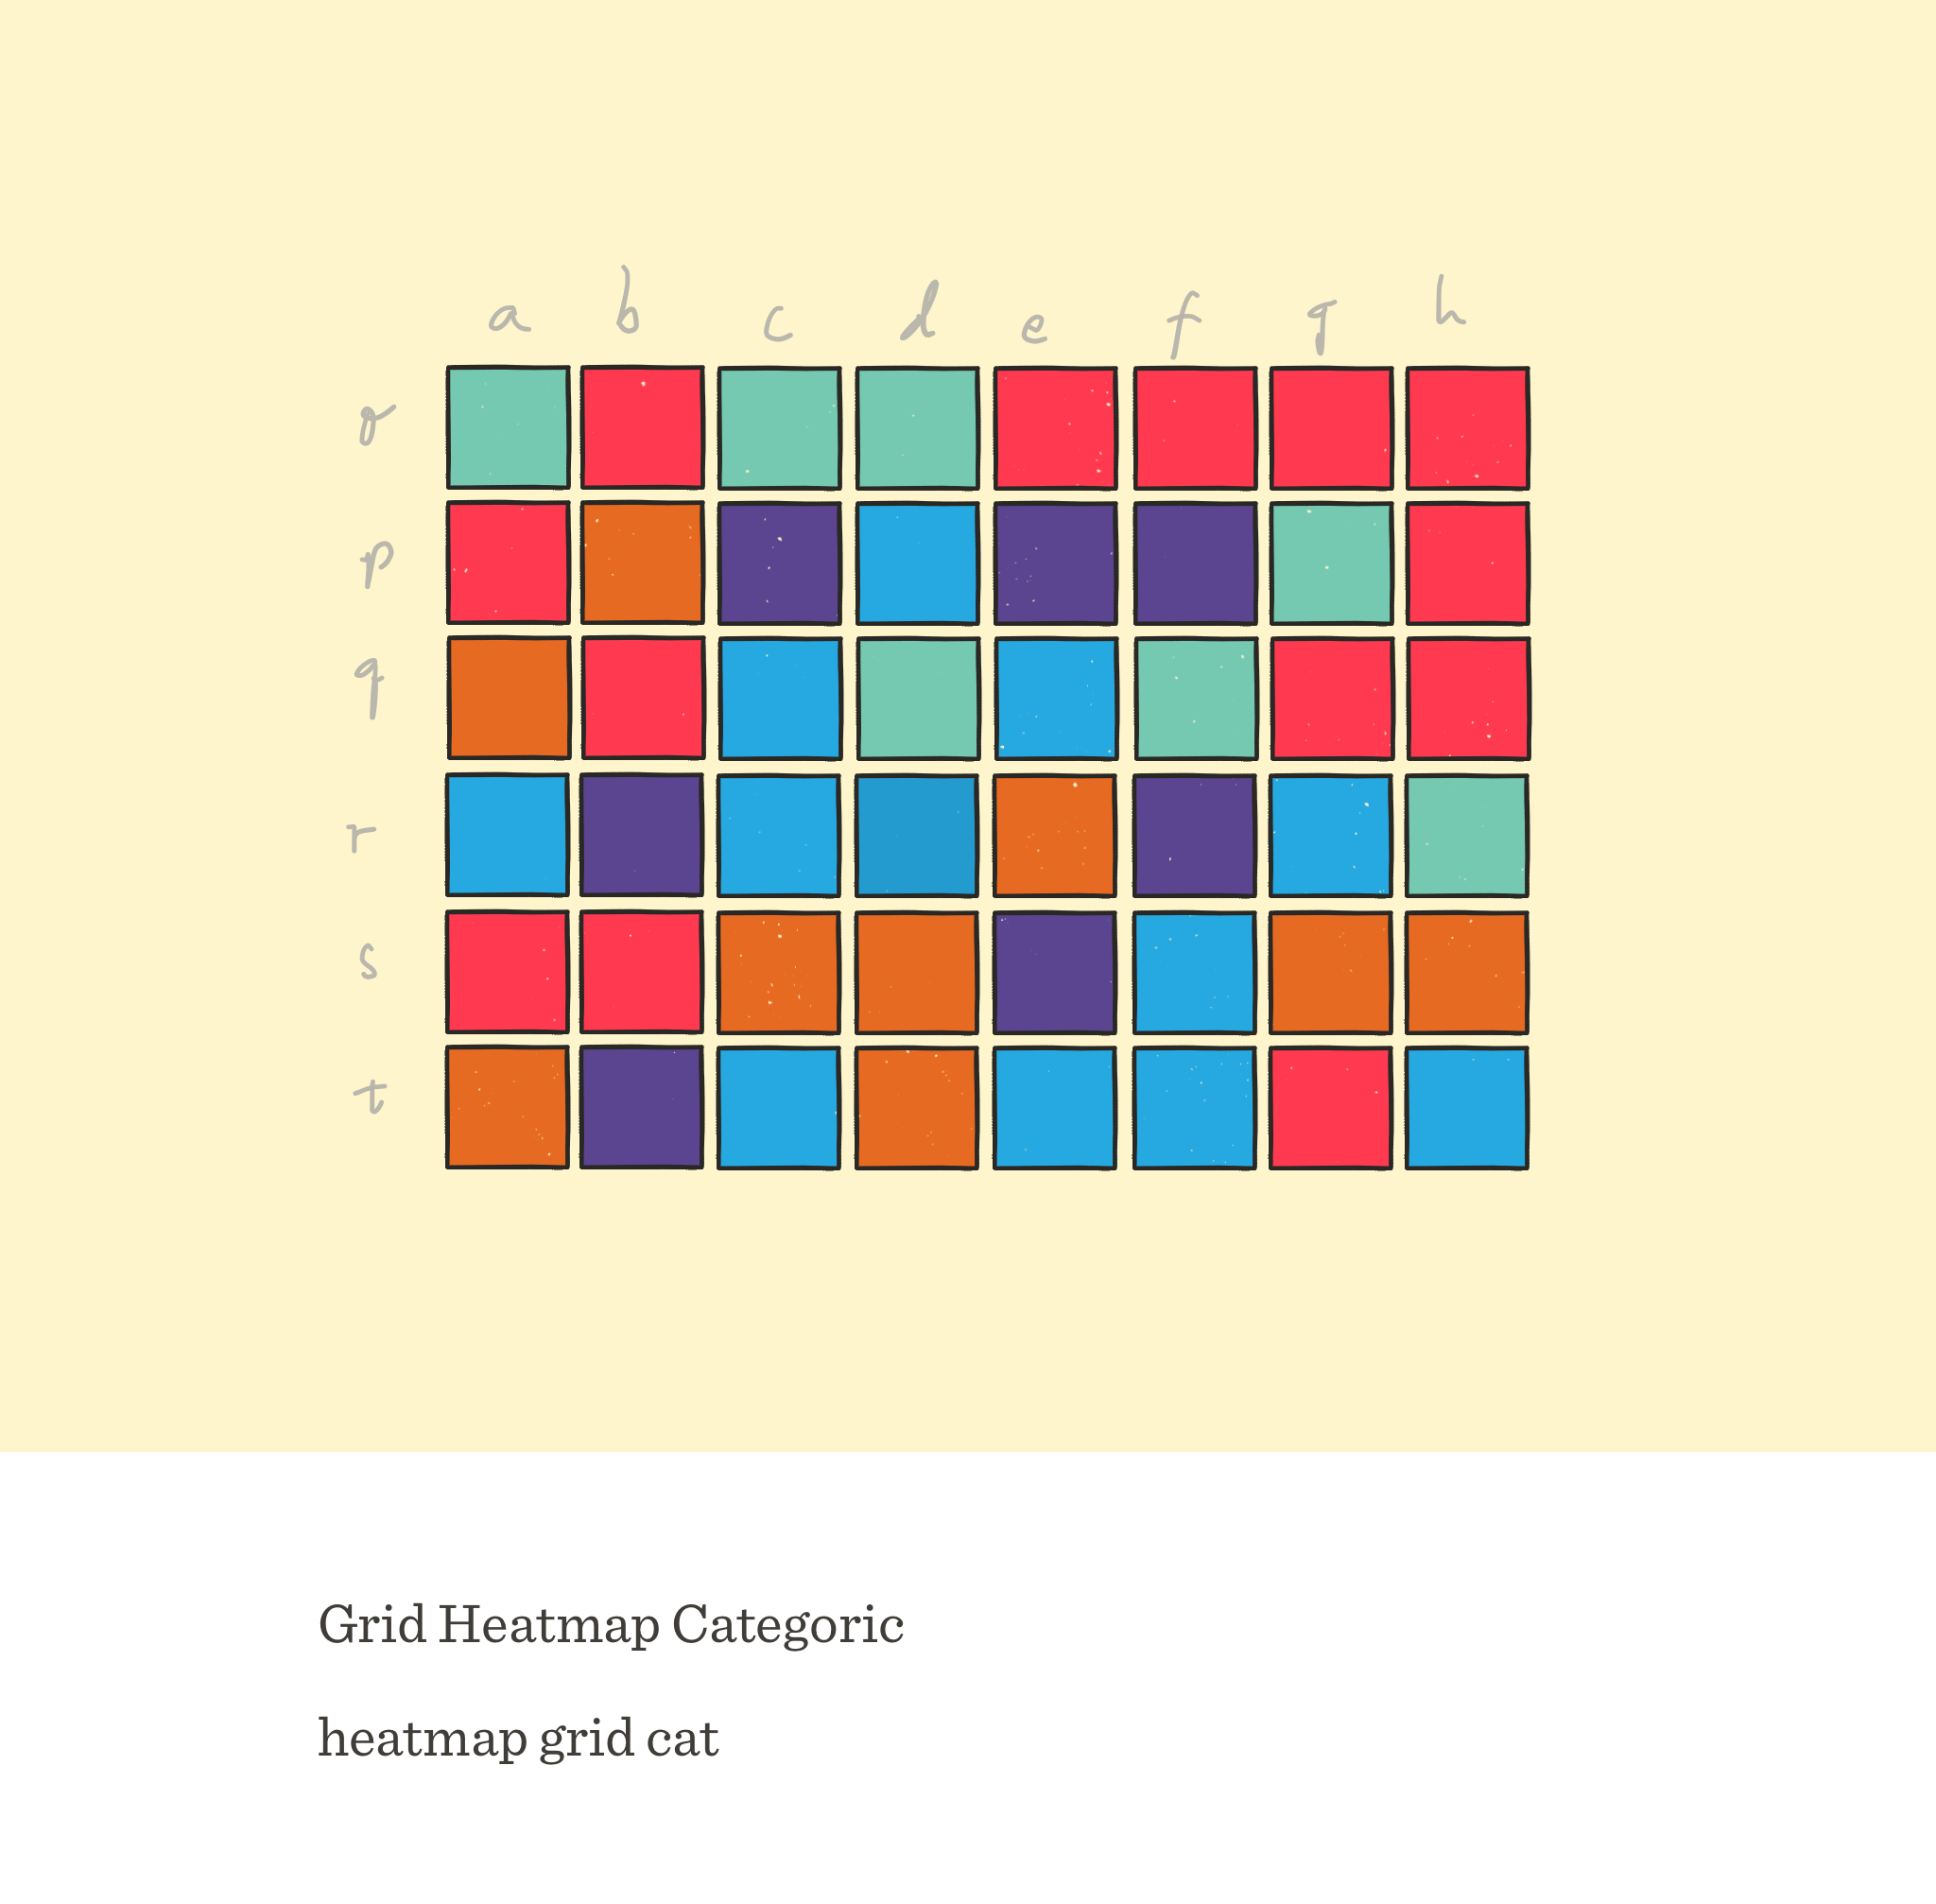 a b c d e f g h
o
p
q
r
s
t
Grid Heatmap Categoric
heatmap grid cat